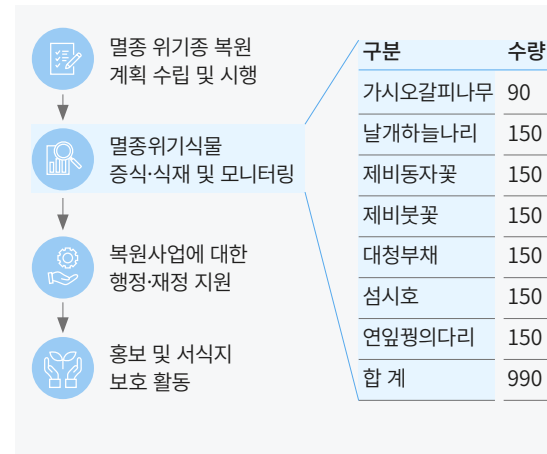 멸종 위기종 복원
계획 수립 및 시행
멸종위기식물
증식·식재 및 모니터링
복원사업에 대한
행정·재정 지원
홍보 및 서식지
보호 활동
구분 수량
가시오갈피나무 90
날개하늘나리 150
제비동자꽃 150
제비붓꽃 150
대청부채 150
섬시호 150
연잎꿩의다리 150
합 계 990